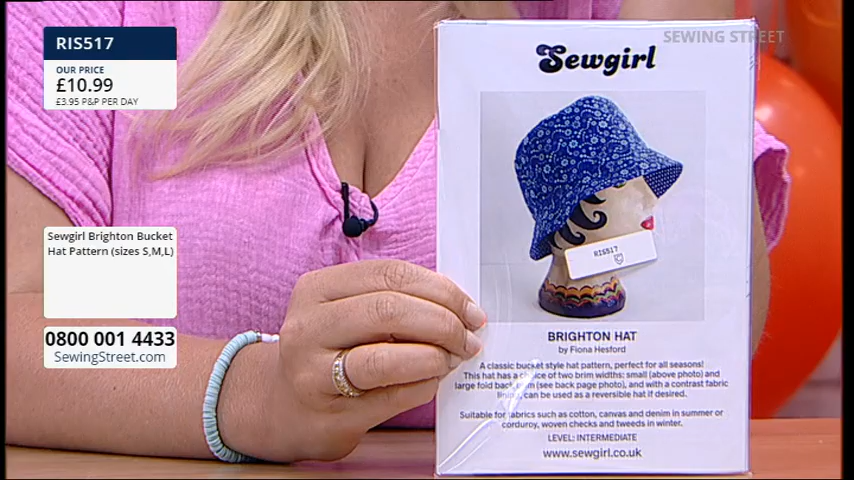 RIS517
OUR PRICE
£10.99
£3.95 P&P PER DAY
Sewgirl Brighton Bucket
Hat Pattern (sizes S,M,L)
0800 001 4433
SewingStreet.com
SEWING STREET
Sewgirl
RIS517
BRIGHTON HAT
by Fiona Hesford
A classic bucket style hat pattern, perfect for all seasons!
This hat has a choice of two brim widths: small (above photo) and
large fold back brim (see back page photo), and with a contrast fabric
lining, can be used as a reversible hat if desired.
Suitable for fabrics such as cotton, canvas and denim in summer or
corduroy, woven checks and tweeds in winter.
LEVEL: INTERMEDIATE
www.sewgirl.co.uk